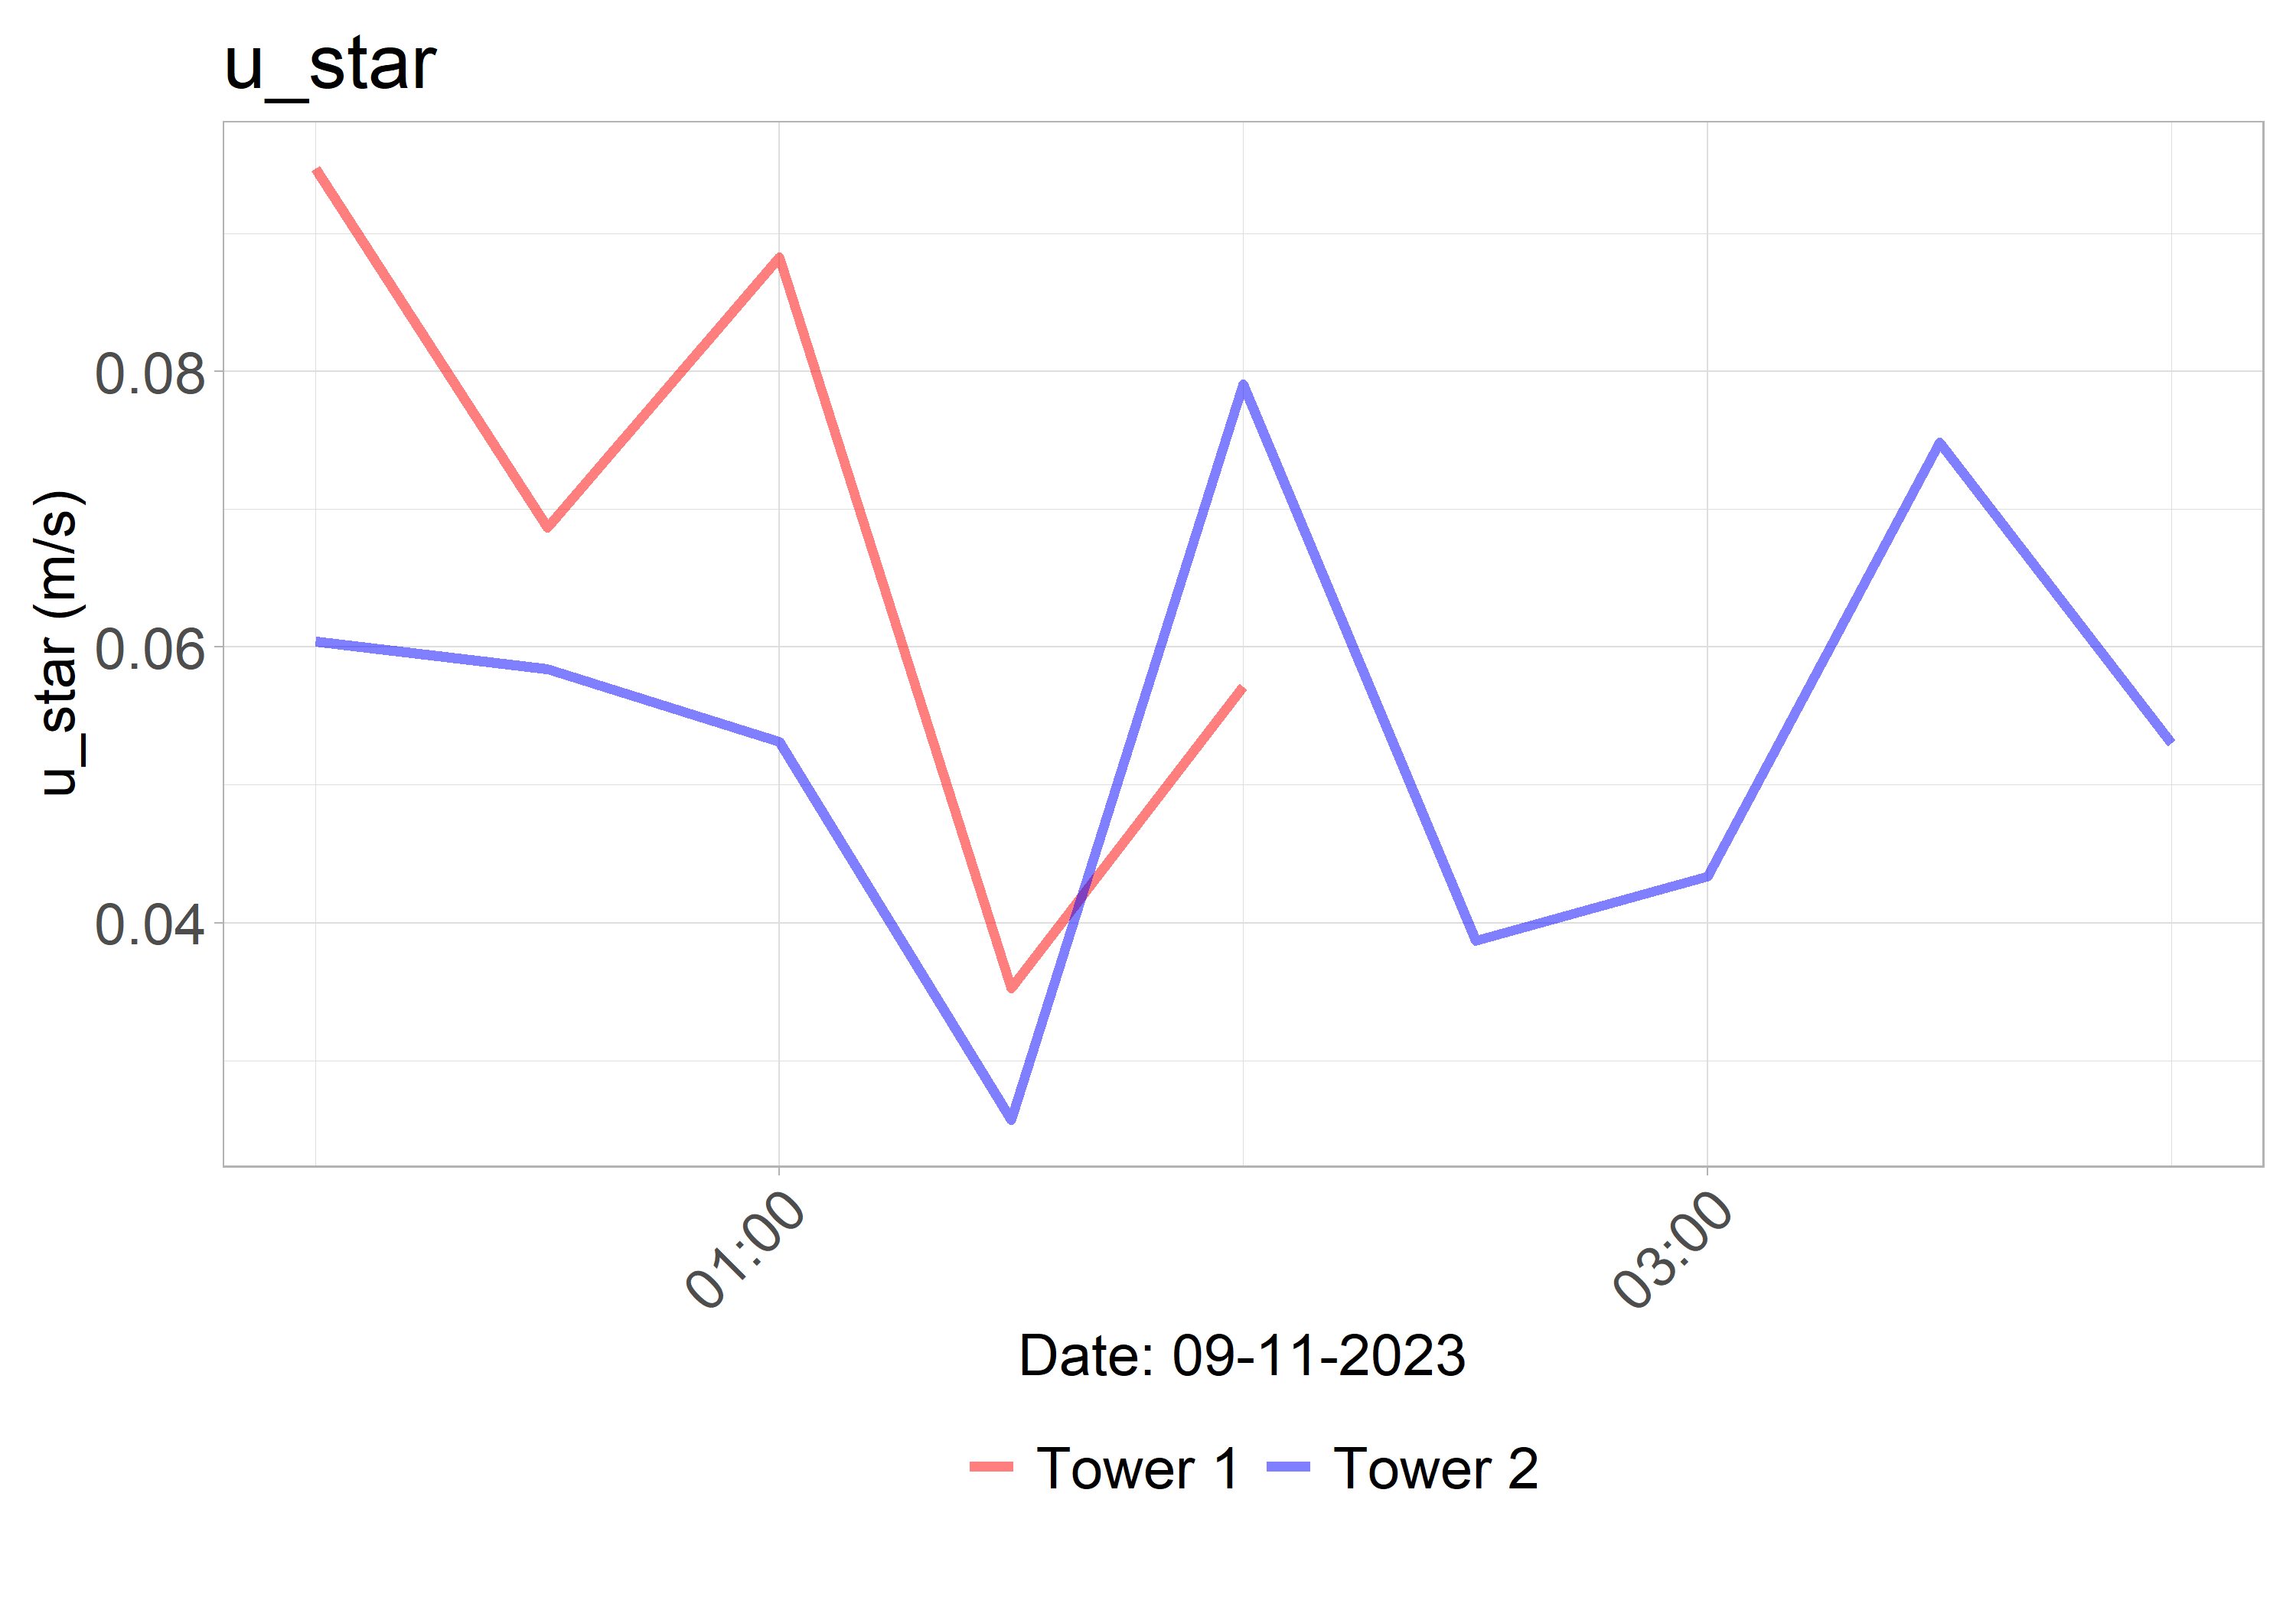 u_star
u_star (m/s)
0.08
0.06
0.04
01:00
03:00
Date: 09-11-2023
Tower 1
Tower 2